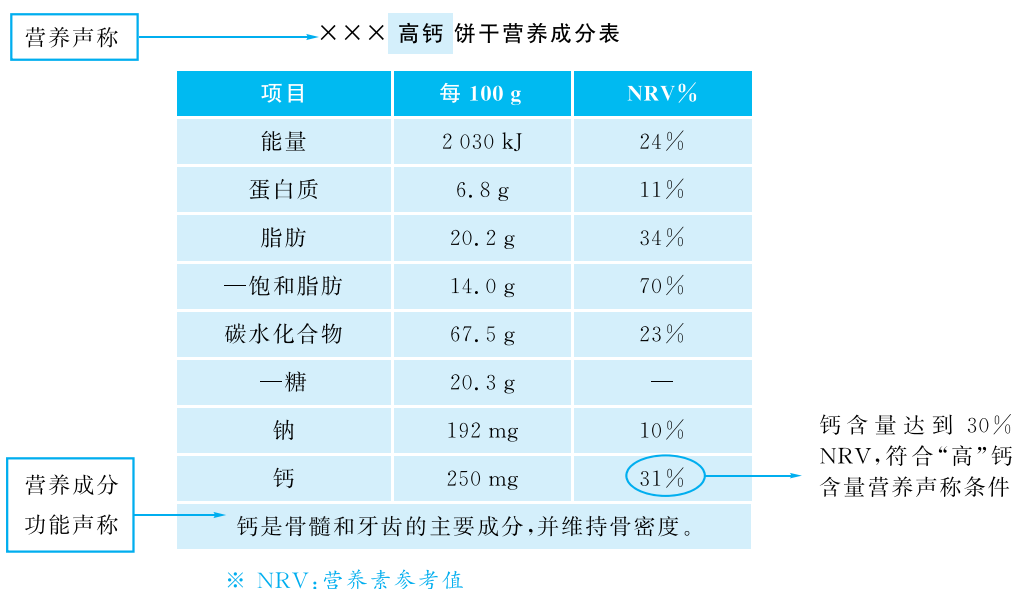 营养声称
×××高钙饼干营养成分表
项目 每 100 g NRV%
能量 2 030 kJ 24%
蛋白质 6.8 g 11%
脂肪 20.2 g 34%
—饱和脂肪 14.0 g 70%
碳水化合物 67.5 g 23%
—糖 20.3 g —
钠 192 mg 10%
钙 250 mg 31%
钙含量达到 30%
NRV,符合“高”钙
含量营养声称条件
营养成分
功能声称
钙是骨髓和牙齿的主要成分,并维持骨密度。
※ NRV:营养素参考值